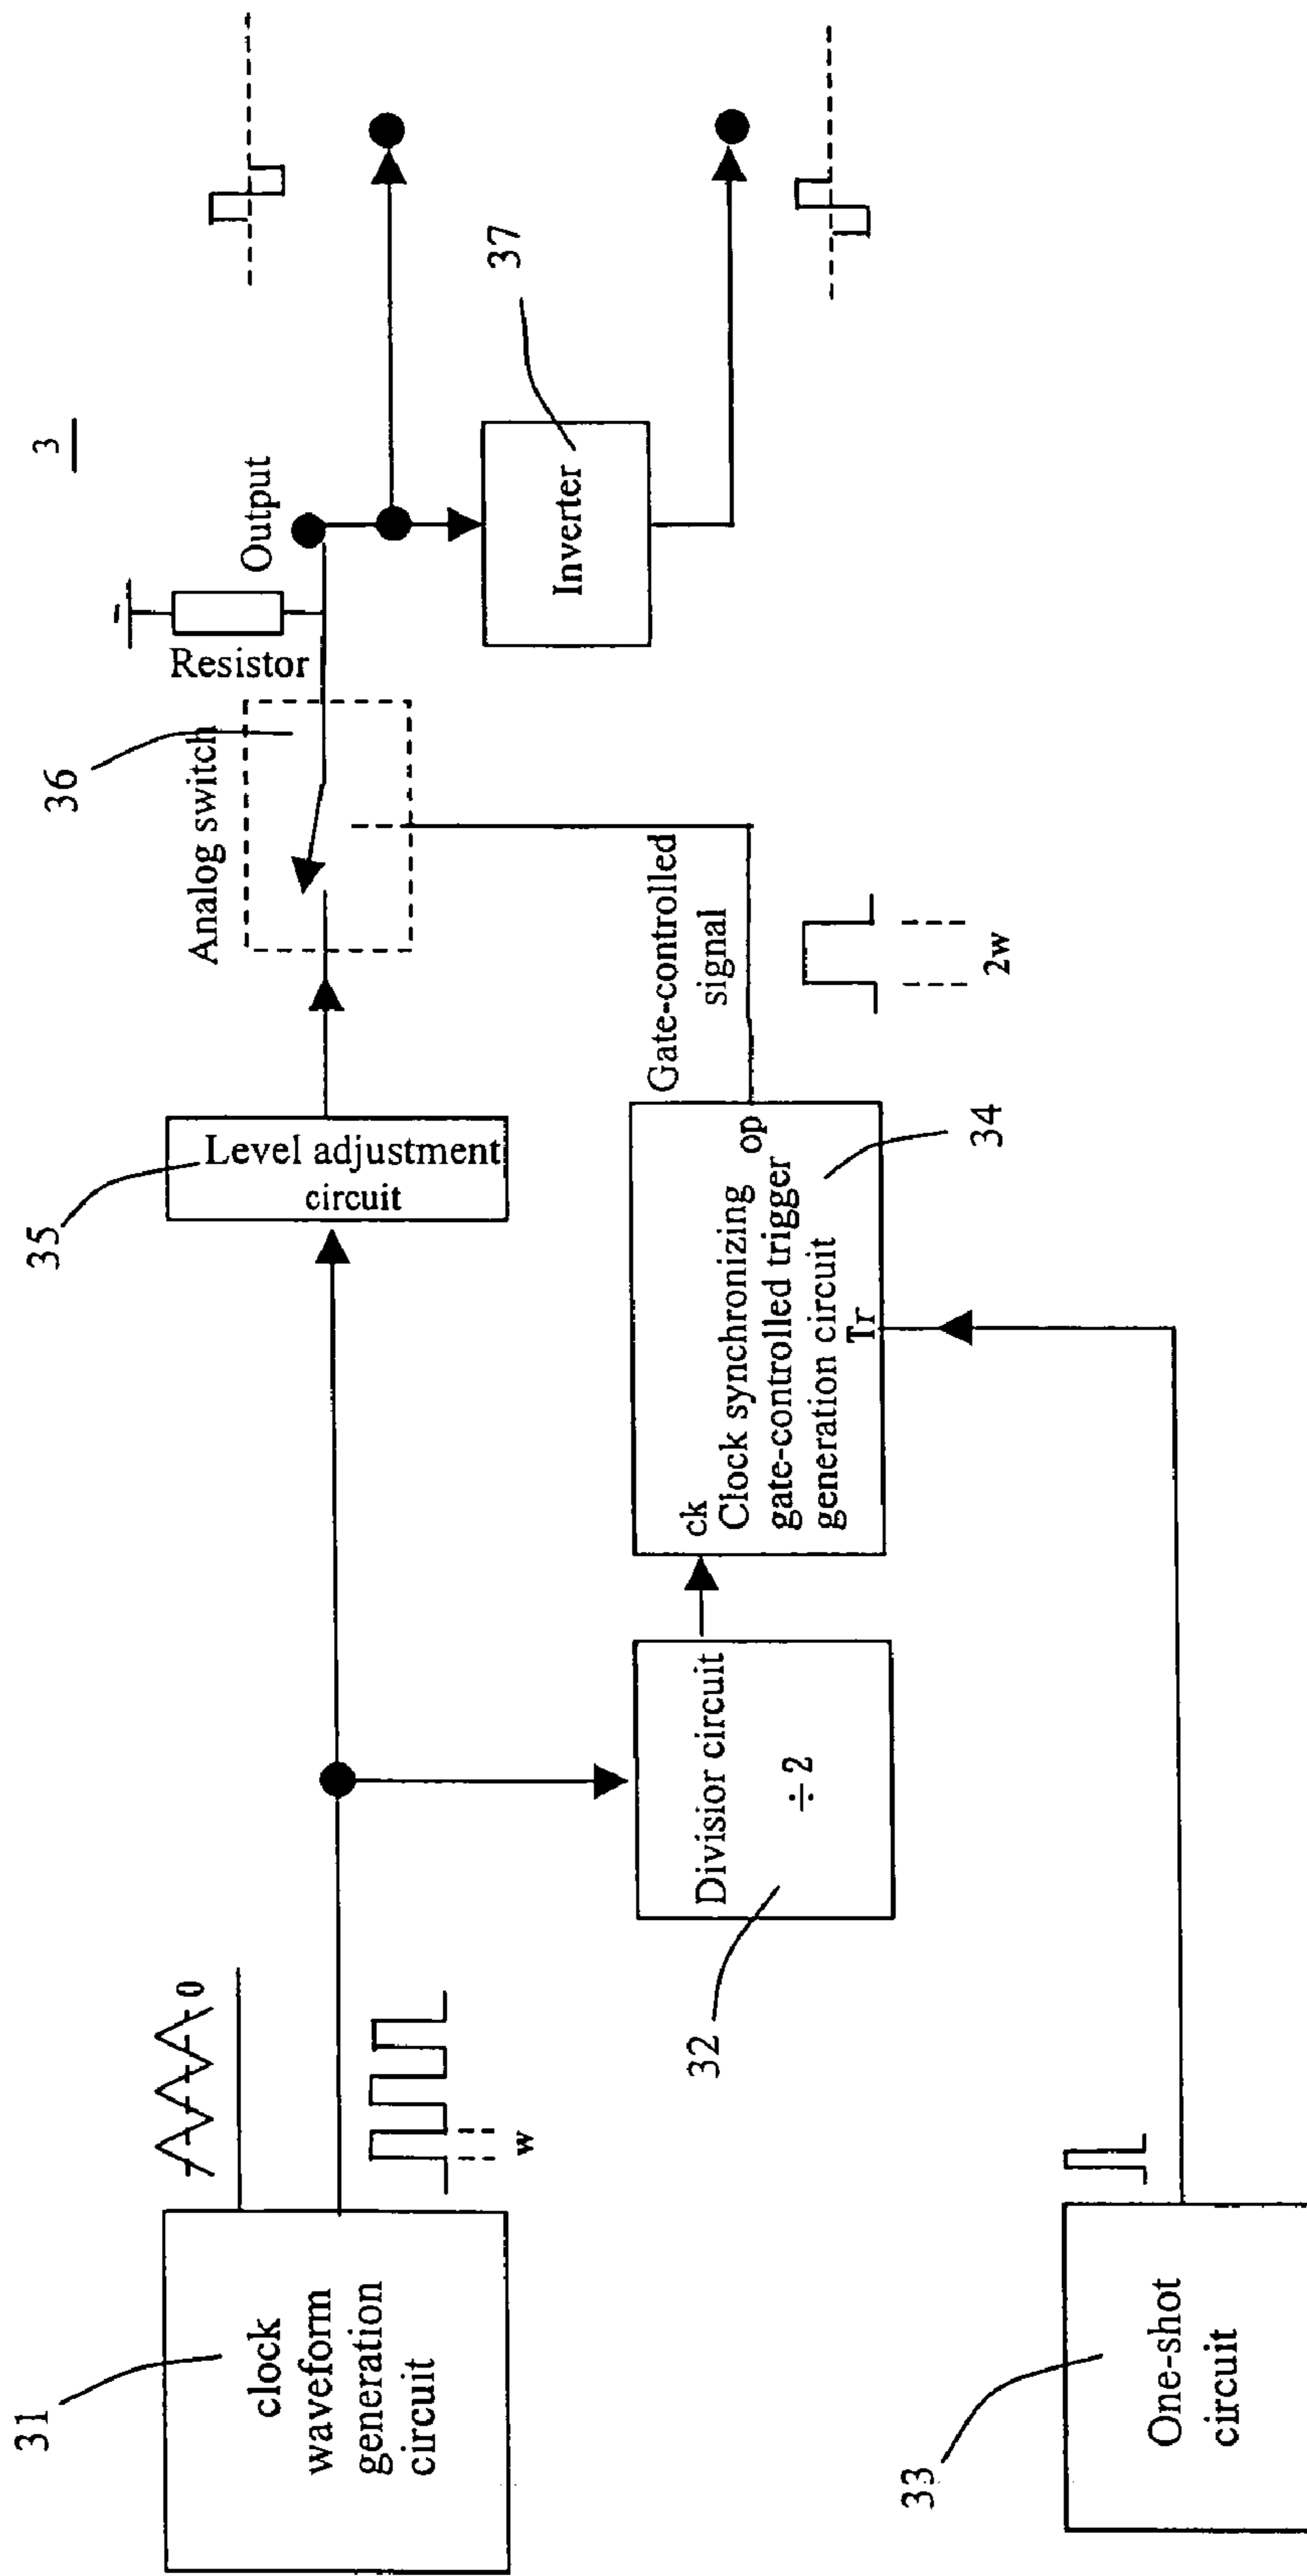 3
31
clock
waveform
generation
circuit
0
w
35
Level adjustment
circuit
36
Analog switch
Resistor
Output
37
Inverter
32
Divisior circuit
÷2
34
ck
Clock synchronizing
gate-controlled trigger
generation circuit
op
Tr
Gate-controlled
signal
2w
33
One-shot
circuit